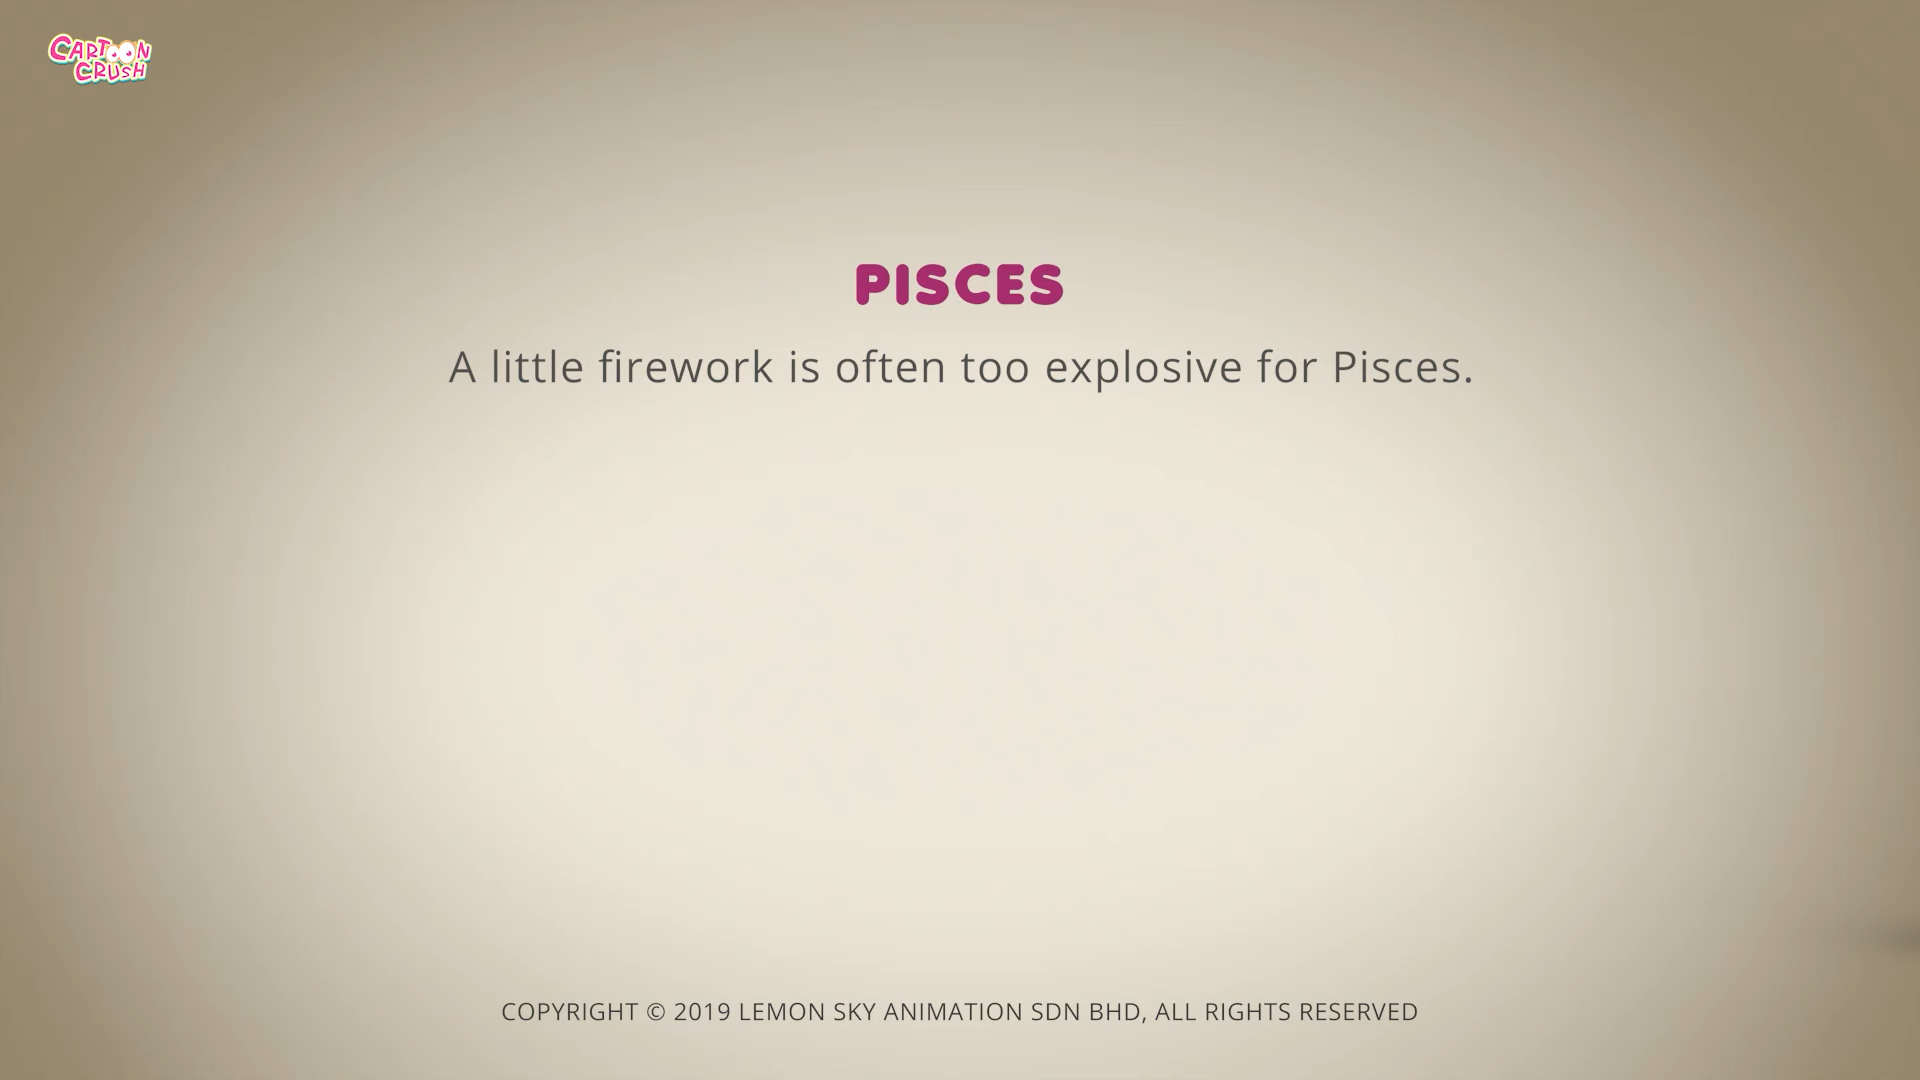 CARTOON
CRUSH
PISCES
A little firework is often too explosive for Pisces.
COPYRIGHT © 2019 LEMON SKY ANIMATION SDN BHD, ALL RIGHTS RESERVED